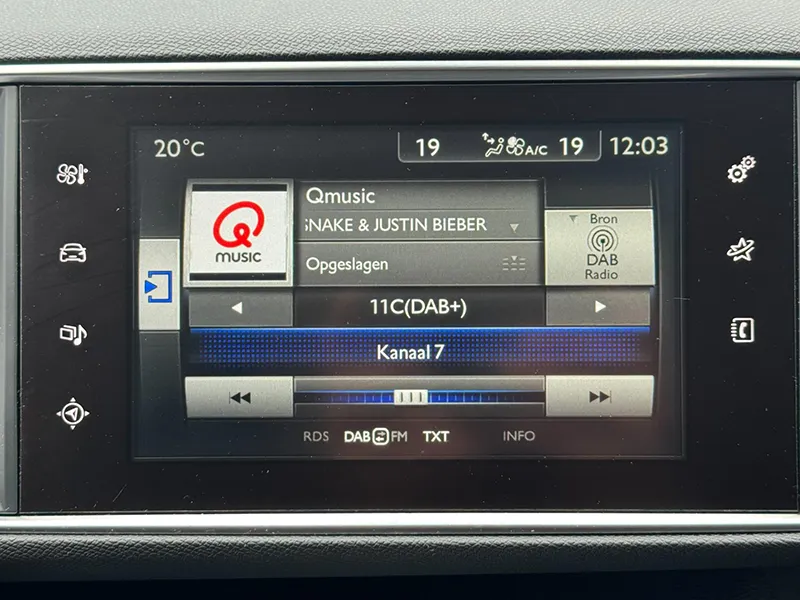 20°C 19 A/C 19 12:03
Qmusic
NAKE & JUSTIN BIEBER
Bron
MUSIC
Opgeslagen
DAB
Radio
11C(DAB+)
Kanaal 7
RDS DAB FM TXT INFO